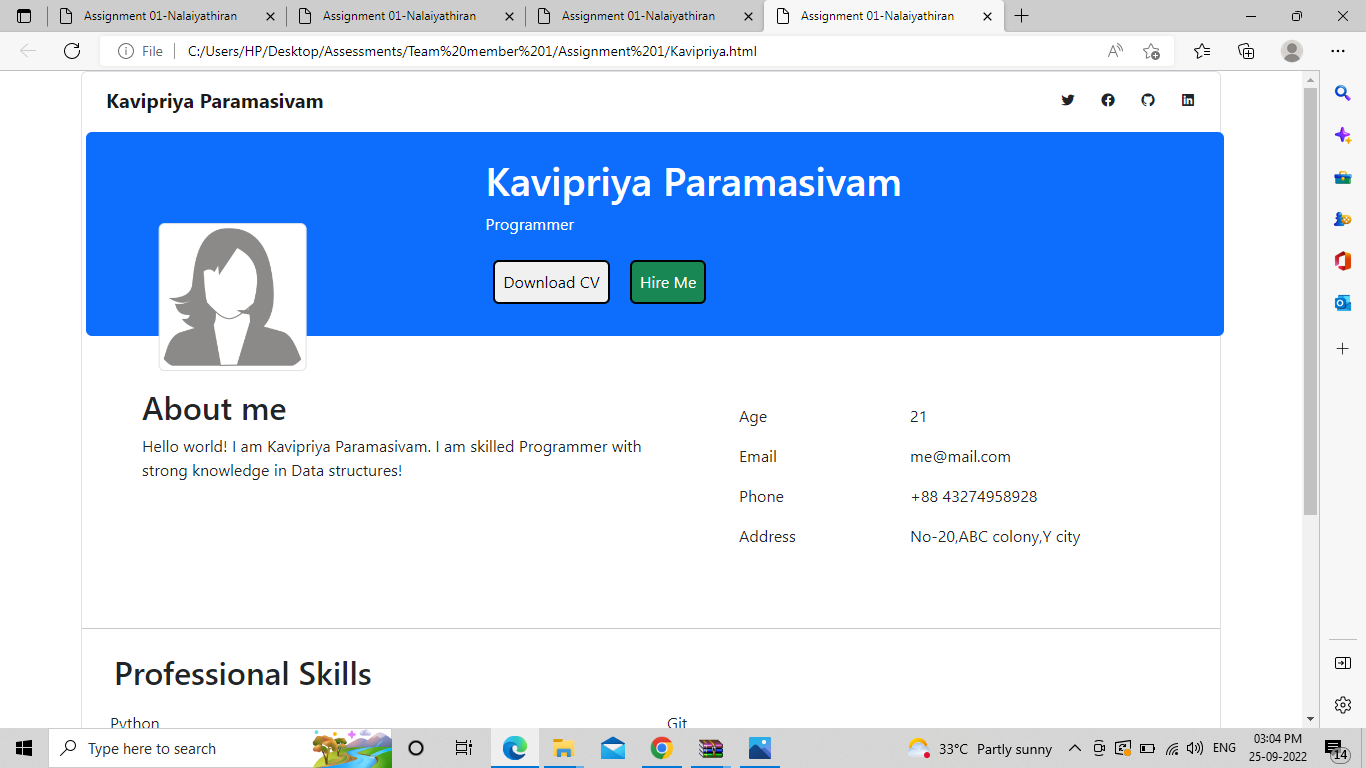 Assignment 01-Nalaiyathiran
Assignment 01-Nalaiyathiran
Assignment 01-Nalaiyathiran
Assignment 01-Nalaiyathiran
File
C:/Users/HP/Desktop/Assessments/Team%20member%201/Assignment%201/Kavipriya.html
Kavipriya Paramasivam
Kavipriya Paramasivam
Programmer
Download CV Hire Me
About me
Hello world! I am Kavipriya Paramasivam. I am skilled Programmer with
strong knowledge in Data structures!
Age 21
Email me@mail.com
Phone +88 43274958928
Address No-20,ABC colony,Y city
Professional Skills
Python Git
Type here to search
33°C Partly sunny
ENG
03:04 PM
25-09-2022
14